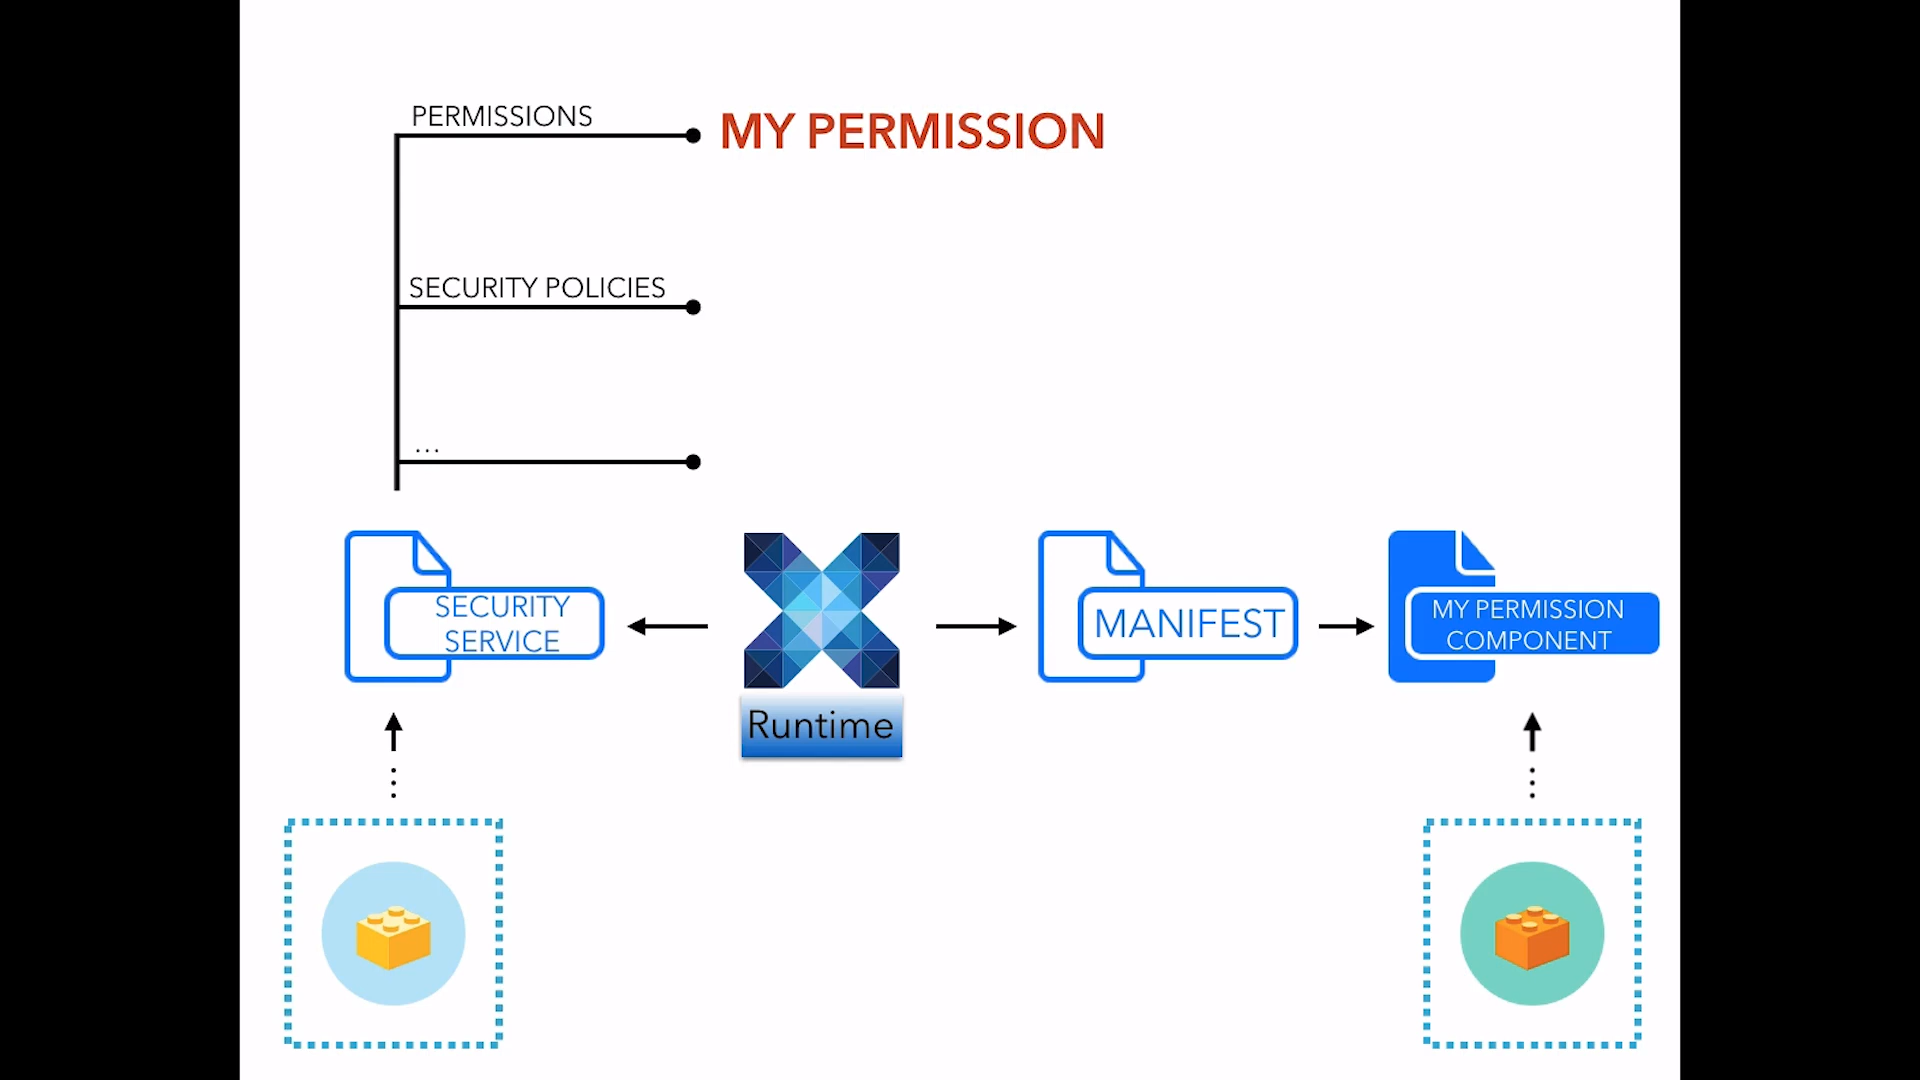 PERMISSIONS
MY PERMISSION
SECURITY POLICIES
...
SECURITY
SERVICE
Runtime
MANIFEST
MY PERMISSION
COMPONENT